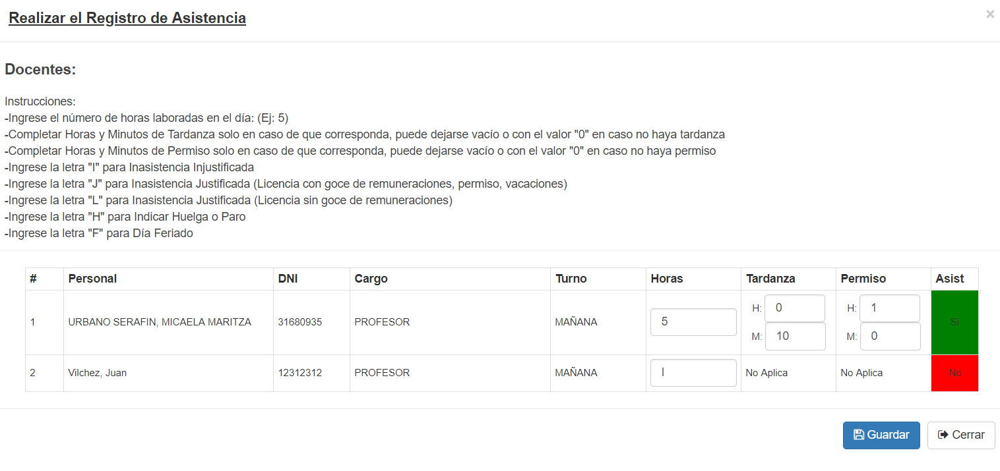 Realizar el Registro de Asistencia
×
Docentes:
Instrucciones:
-Ingrese el número de horas laboradas en el día: (Ej: 5)
-Completar Horas y Minutos de Tardanza solo en caso de que corresponda, puede dejarse vacío o con el valor "0" en caso no haya tardanza
-Completar Horas y Minutos de Permiso solo en caso de que corresponda, puede dejarse vacío o con el valor "0" en caso no haya permiso
-Ingrese la letra "I" para Inasistencia Injustificada
-Ingrese la letra "J" para Inasistencia Justificada (Licencia con goce de remuneraciones, permiso, vacaciones)
-Ingrese la letra "L" para Inasistencia Justificada (Licencia sin goce de remuneraciones)
-Ingrese la letra "H" para Indicar Huelga o Paro
-Ingrese la letra "F" para Día Feriado
# Personal DNI Cargo Turno Horas Tardanza Permiso Asist
1 URBANO SERAFIN, MICAELA MARITZA 31680935 PROFESOR MAÑANA 5 H: 0 M: 10 H: 1 M: 0 Si
2 Vilchez, Juan 12312312 PROFESOR MAÑANA I No Aplica No Aplica No
Guardar Cerrar